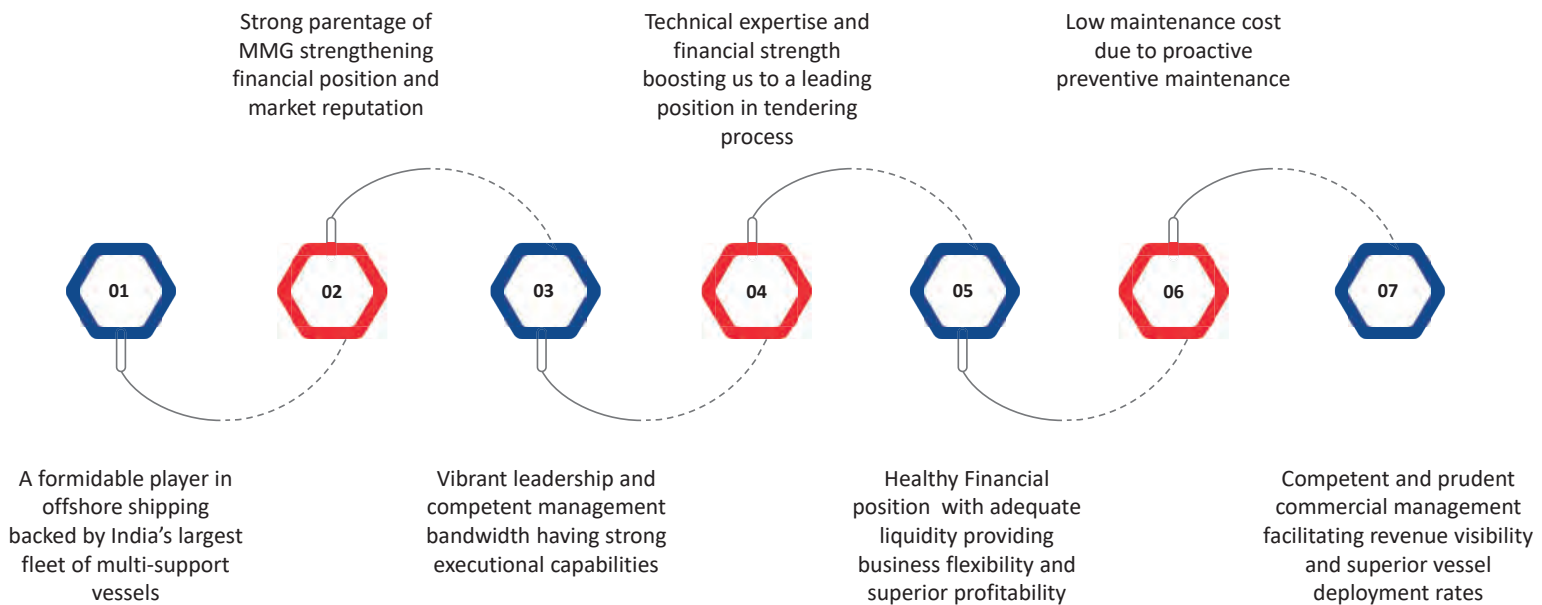 Strong parentage of
MMG strengthening
financial position and
market reputation
Technical expertise and
financial strength
boosting us to a leading
position in tendering
process
Low maintenance cost
due to proactive
preventive maintenance
01
02
03
04
05
06
07
A formidable player in
offshore shipping
backed by India’s largest
fleet of multi-support
vessels
Vibrant leadership and
competent management
bandwidth having strong
executional capabilities
Healthy Financial
position  with adequate
liquidity providing
business flexibility and
superior profitability
Competent and prudent
commercial management
facilitating revenue visibility
and superior vessel
deployment rates